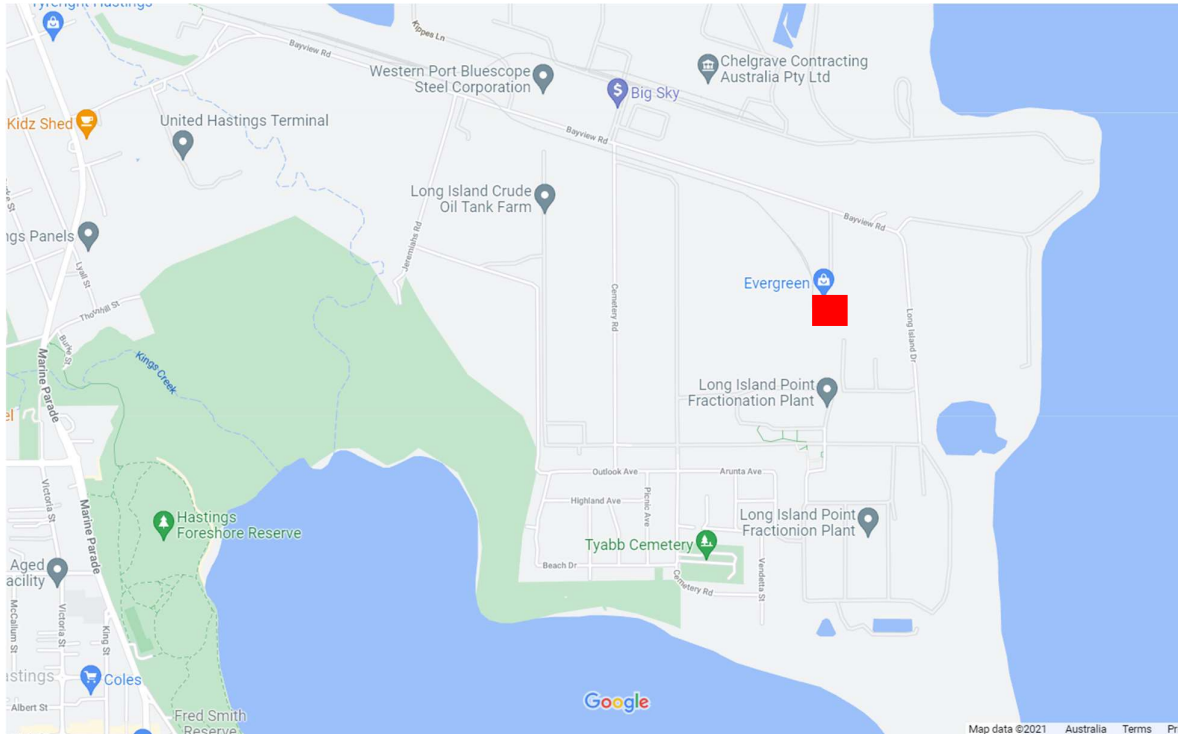 Tyrepright Hastings
Kippes Ln
Bayview Rd
Western Port Bluescope
Steel Corporation
Chelgrave Contracting
Australia Pty Ltd
Big Sky
Kidz Shed
United Hastings Terminal
Bayview Rd
Long Island Crude
Oil Tank Farm
Bayview Rd
ngs Panels
Jeremiahs Rd
Lyall St
Evergreen
Cemetery Rd
Thornhill St
Burke St
Long Island Dr
Marine Parade
Kings Creek
Long Island Point
Fractionation Plant
el
Outlook Ave
Arunta Ave
Victoria St
Marine Parade
Highland Ave
Picnic Ave
Hastings
Foreshore Reserve
Long Island Point
Fractionion Plant
Tyabb Cemetery
Aged
acility
Beach Dr
Cemetery Rd
Vendetta St
McCallum St
Victoria St
King St
astings
Coles
Albert St
Google
Fred Smith
Reserve
Map data ©2021
Australia
Terms
Pr